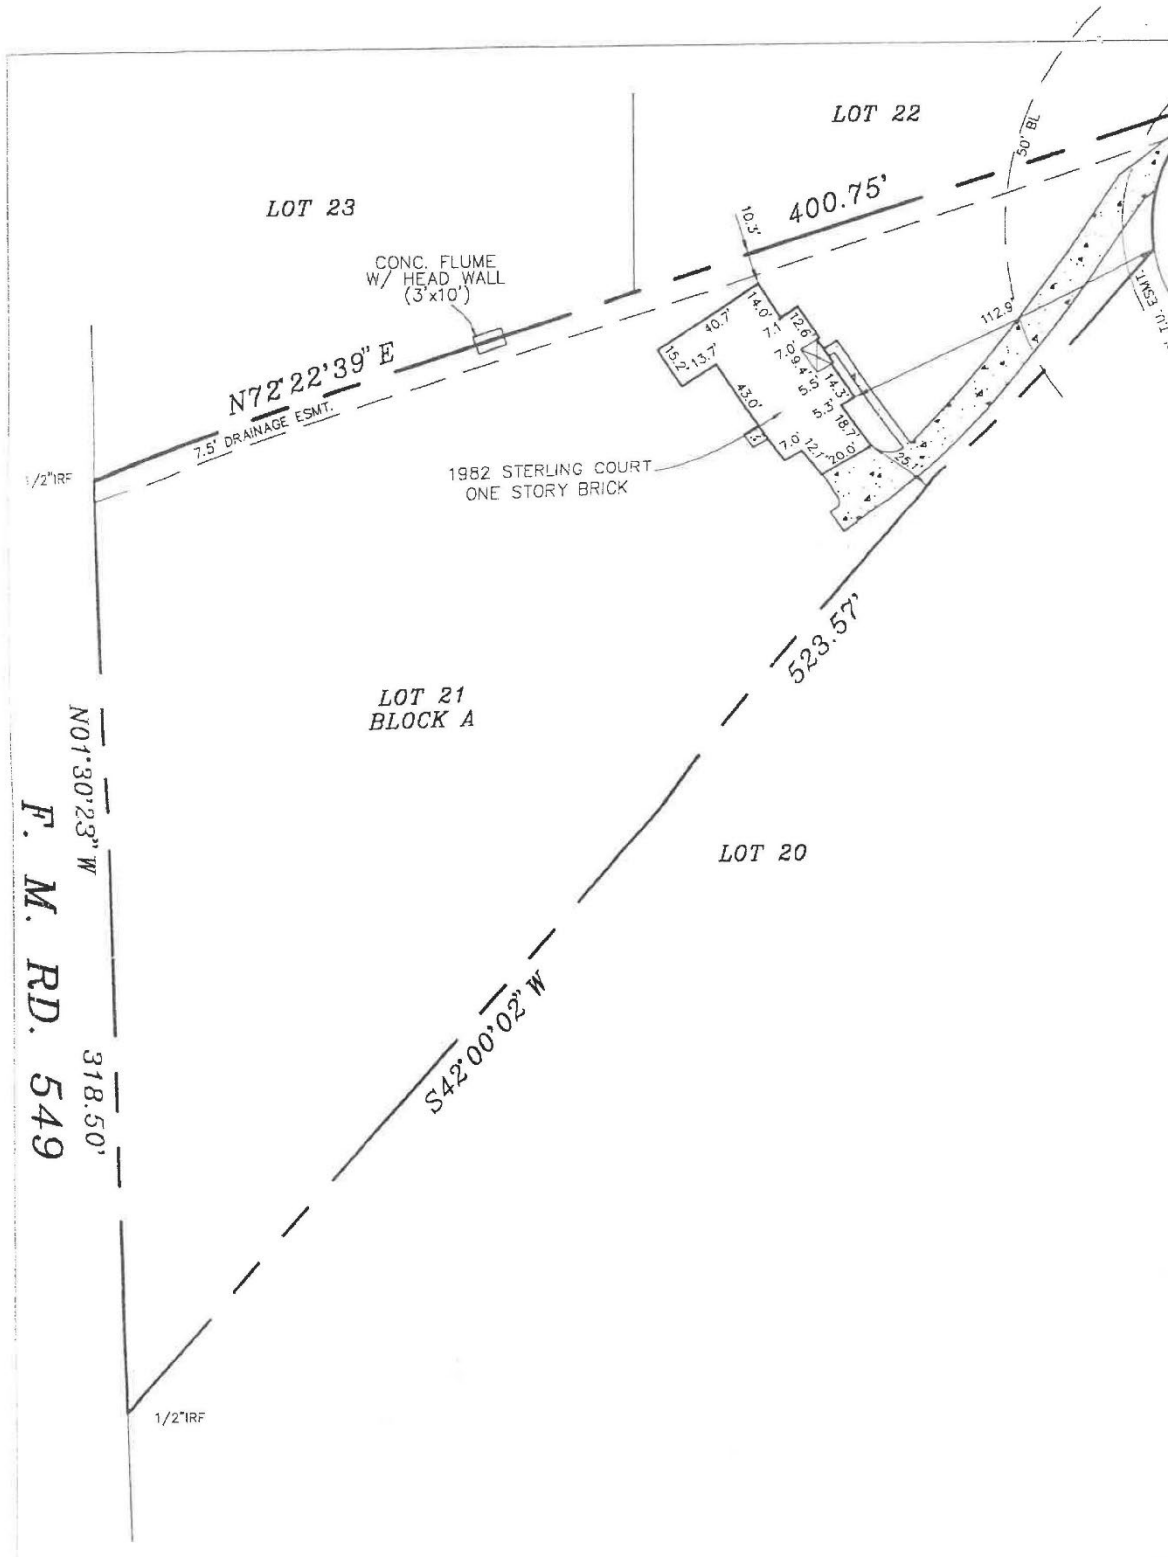 LOT 22
50' BL
400.75'
LOT 23
10.3'
CONC. FLUME
W/ HEAD WALL
(3'x10')
14.0'
12.6'
40.7'
7.1
112.9'
7.0'
15.2'
13.7'
9.4'
14.3'
5.5
5.3
43.0'
18.7'
N72°22'39" E
7.5' DRAINAGE ESMT.
7.0'
12.1'
20.0'
25.1'
1/2"IRF
1982 STERLING COURT
ONE STORY BRICK
523.57'
LOT 21
BLOCK A
N01°30'23" W
LOT 20
F. M. RD. 549
S42°00'02" W
318.50'
1/2"IRF